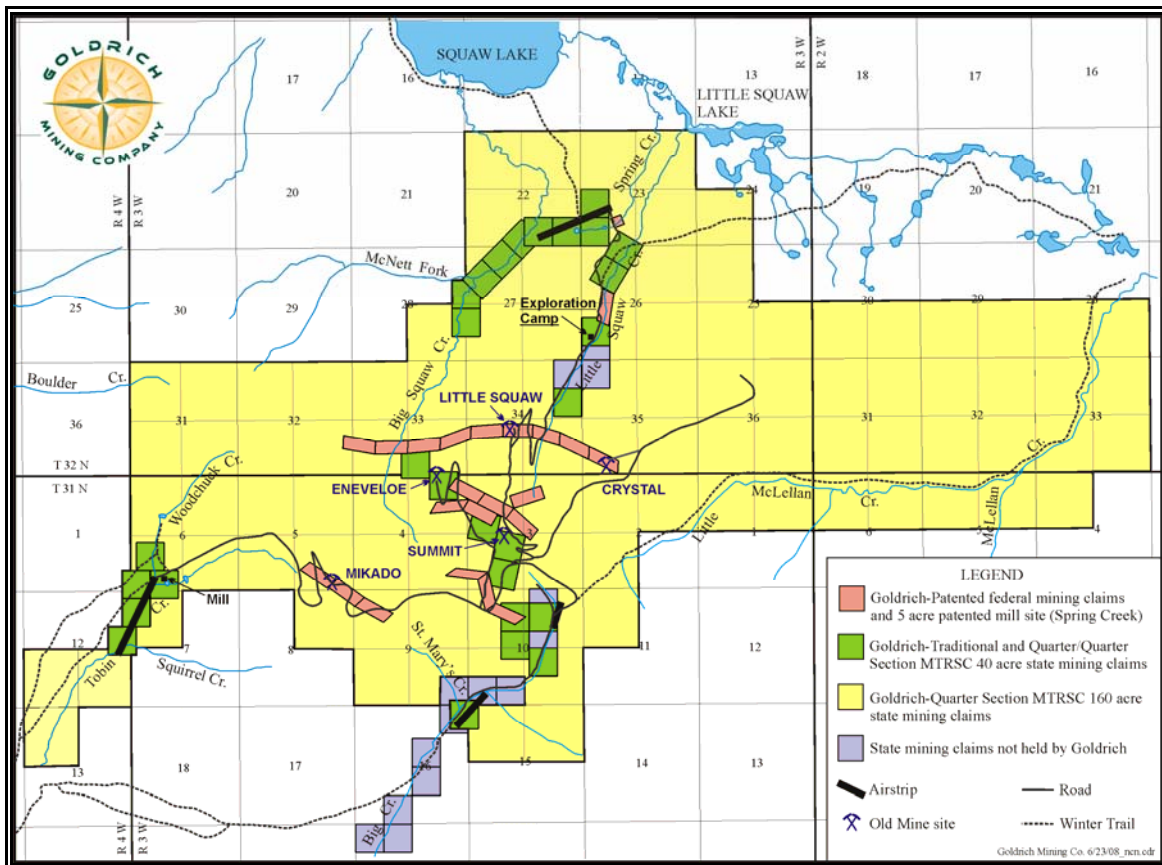 GOLDRICH
MINING COMPANY
SQUAW LAKE
LITTLE SQUAW
LAKE
R 3 W
R 2 W
17
16
13
18
17
16
R 4 W
R 3 W
20
21
22
Spring Cr.
23
24
19
20
21
McNett Fork
25
30
29
28
27
26
30
29
28
Exploration
Camp
Little Squaw Cr.
Boulder Cr.
Big Squaw Cr.
LITTLE SQUAW
36
31
32
33
34
35
36
31
32
33
T 32 N
T 31 N
Woodchuck Cr.
ENEVELOE
CRYSTAL
Little McLellan Cr.
McLellan Cr.
1
6
5
3
2
1
6
5
4
SUMMIT
MIKADO
Mill
Tobin Cr.
12
7
8
9
10
11
12
Squirrel Cr.
St. Mary's Cr.
13
18
17
16
15
14
13
Big Cr.
R 4 W
R 3 W
LEGEND
Goldrich-Patented federal mining claims
and 5 acre patented mill site (Spring Creek)
Goldrich-Traditional and Quarter/Quarter
Section MTRSC 40 acre state mining claims
Goldrich-Quarter Section MTRSC 160 acre
state mining claims
State mining claims not held by Goldrich
Airstrip
Road
Old Mine site
Winter Trail
Goldrich Mining Co. 6/23/08_ncn.cdr